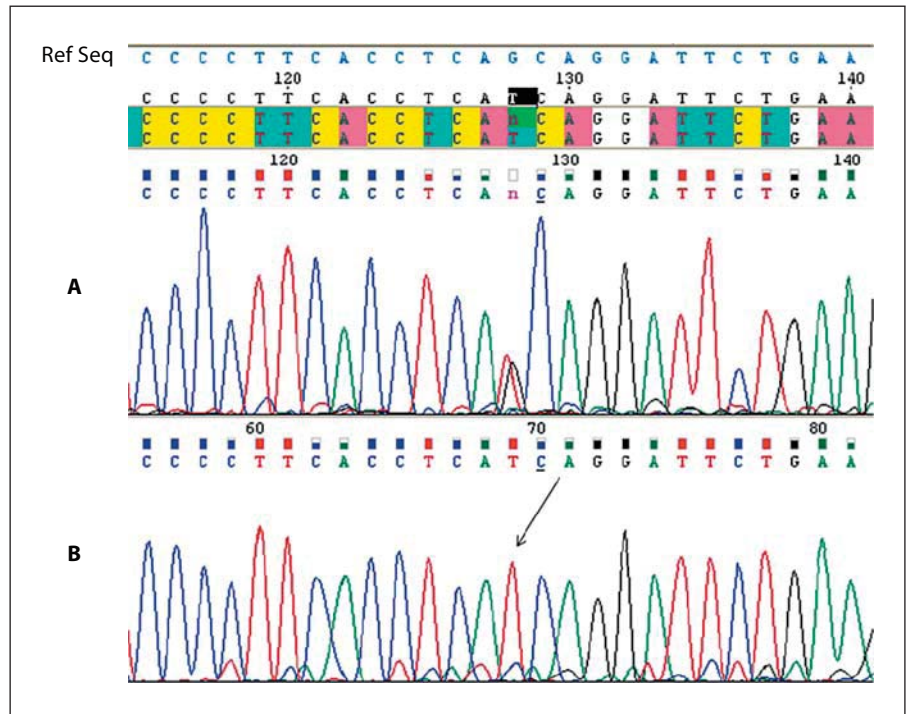 Ref Seq C C C C T T C A C C T C A G C A G G A T T C T G A A
120 130 140
C C C C T T C A C C T C A T C A G G A T T C T G A A
C C C C T T C A C C T C A n C A G G A T T C T G A A
C C C C T T C A C C T C A T C A G G A T T C T G A A
120 130 140
C C C C T T C A C C T C A n C A G G A T T C T G A A
A
60 70 80
C C C C T T C A C C T C A T C A G G A T T C T G A A
B